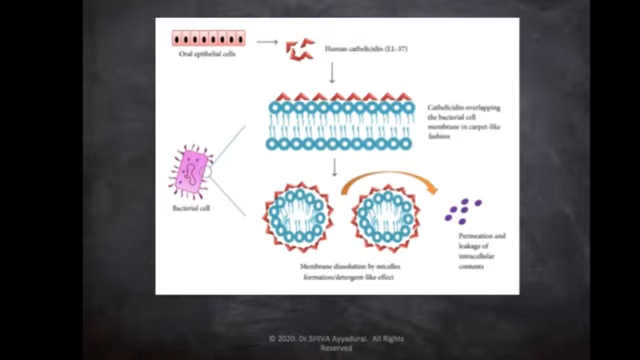 Oral epithelial cells
Human cathelicidin (LL-37)
Cathelicidin overlapping
the bacterial cell
membrane in carpet-like
fashion
Bacterial cell
Permeation and
leakage of
intracellular
contents
Membrane dissolution by micelles
formation/detergent-like effect
© 2020, Dr.SHIVA Ayyadurai. All Rights
Reserved